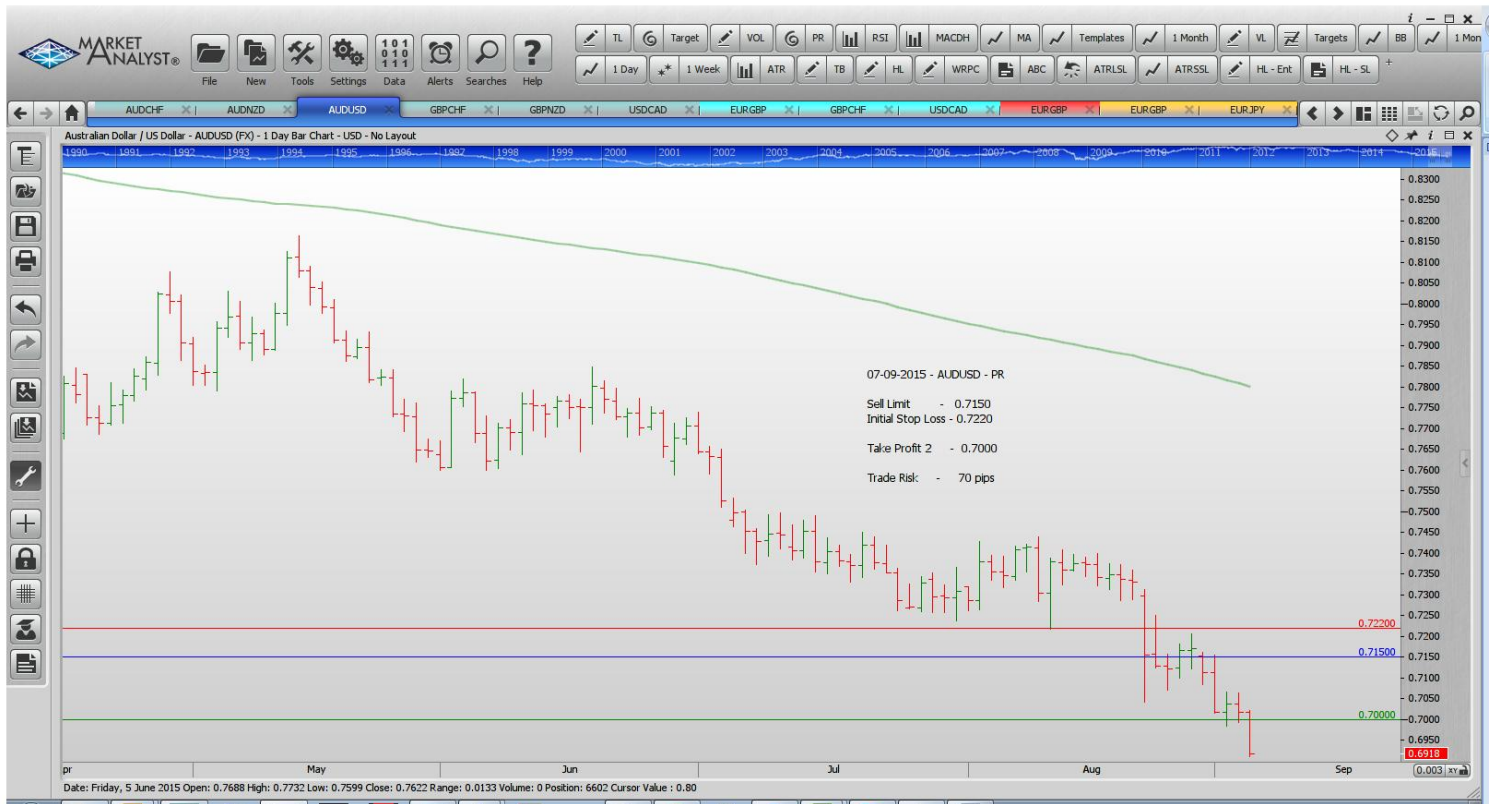 MARKET
ANALYST®
File New Tools Settings Data Alerts Searches Help
101
010
111
TL Target VOL PR RSI MACDH MA Templates 1 Month VL Targets BB 1 Mon
1 Day 1 Week ATR TB HL WRPC ABC ATRLSL ATRSSL HL - Ent HL - SL
AUDCHF AUDNZD AUDUSD GBPCHF GBPNZD USDCAD EURGBP GBPCHF USDCAD EURGBP EURGBP EURJPY
Australian Dollar / US Dollar - AUDUSD (FX) - 1 Day Bar Chart - USD - No Layout
1990 1991 1992 1993 1994 1995 1996 1997 1998 1999 2000 2001 2002 2003 2004 2005 2006 2007 2008 2009 2010 2011 2012 2013 2014 2015
0.8300
0.8250
0.8200
0.8150
0.8100
0.8050
0.8000
0.7950
0.7900
0.7850
07-09-2015 - AUDUSD - PR
0.7800
Sell Limit - 0.7150
0.7750
Initial Stop Loss - 0.7220
0.7700
Take Profit 2 - 0.7000
0.7650
0.7600
Trade Risk - 70 pips
0.7550
0.7500
0.7450
0.7400
0.7350
0.7300
0.7250
0.72200
0.7200
0.71500
0.7150
0.7100
0.7050
0.70000
0.7000
0.6950
0.6918
pr May Jun Jul Aug Sep
0.003 XY
Date: Friday, 5 June 2015 Open: 0.7688 High: 0.7732 Low: 0.7599 Close: 0.7622 Range: 0.0133 Volume: 0 Position: 6602 Cursor Value : 0.80